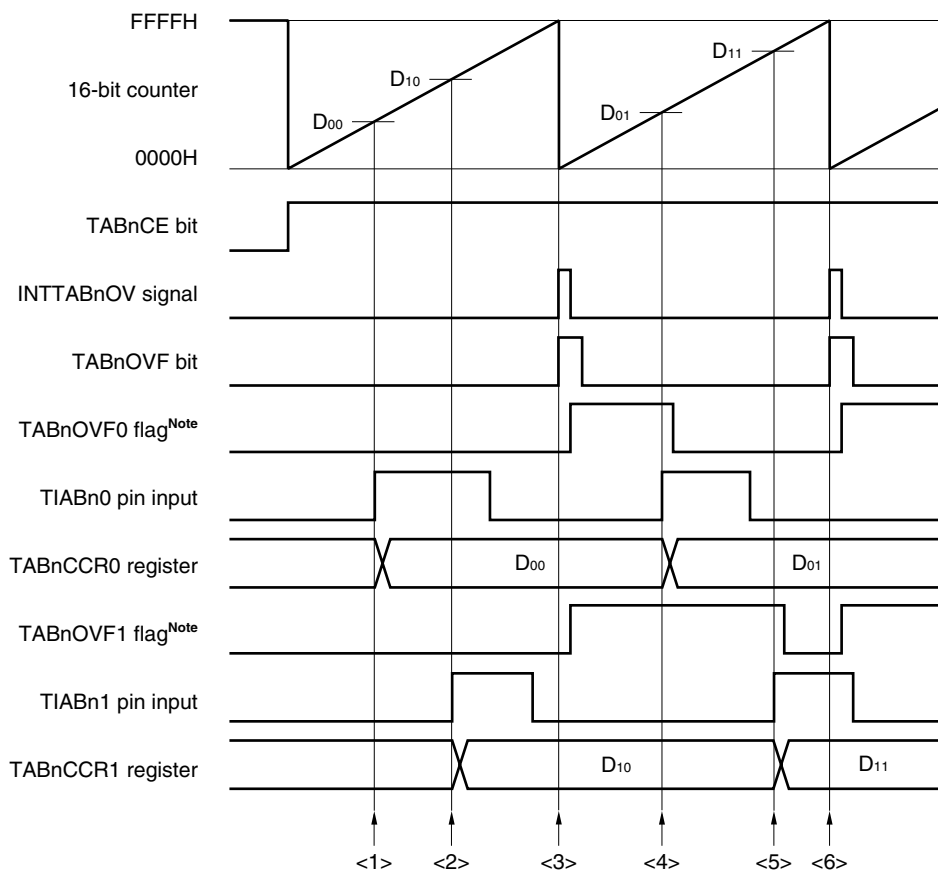 FFFFH
D11
D10
16-bit counter
D01
D00
0000H
TABnCE bit
INTTABnOV signal
TABnOVF bit
TABnOVF0 flagNote
TIABn0 pin input
TABnCCR0 register
D00
D01
TABnOVF1 flagNote
TIABn1 pin input
TABnCCR1 register
D10
D11
<1> <2> <3> <4> <5> <6>